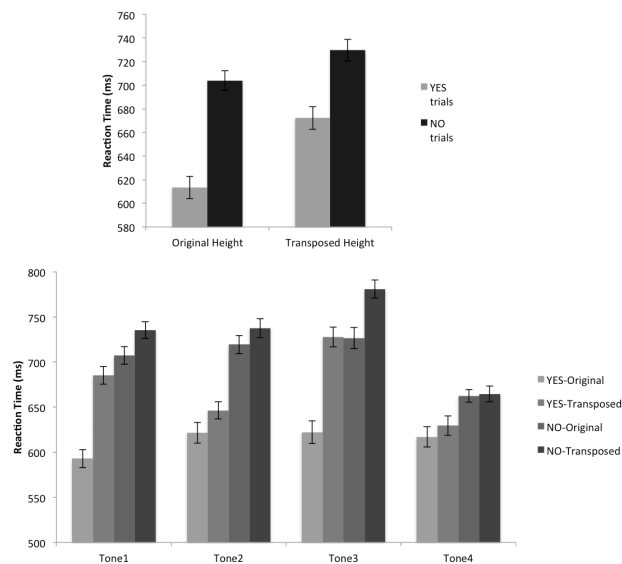 760
740
720
700
680
660
640
620
600
580
Reaction Time (ms)
Original Height
Transposed Height
YES
trials
NO
trials
800
750
700
650
600
550
500
Reaction Time (ms)
Tone1
Tone2
Tone3
Tone4
YES-Original
YES-Transposed
NO-Original
NO-Transposed